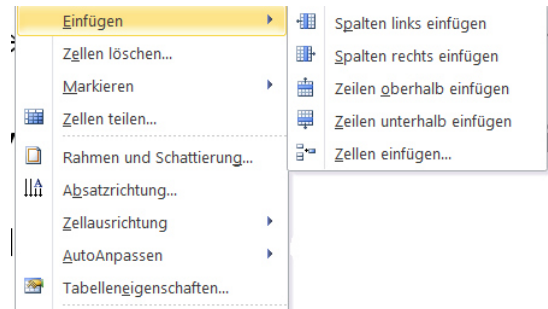 Einfügen
Zellen löschen...
Markieren
Zellen teilen...
Rahmen und Schattierung...
Absatzrichtung...
Zellausrichtung
AutoAnpassen
Tabelleneigenschaften...
Spalten links einfügen
Spalten rechts einfügen
Zeilen oberhalb einfügen
Zeilen unterhalb einfügen
Zellen einfügen...